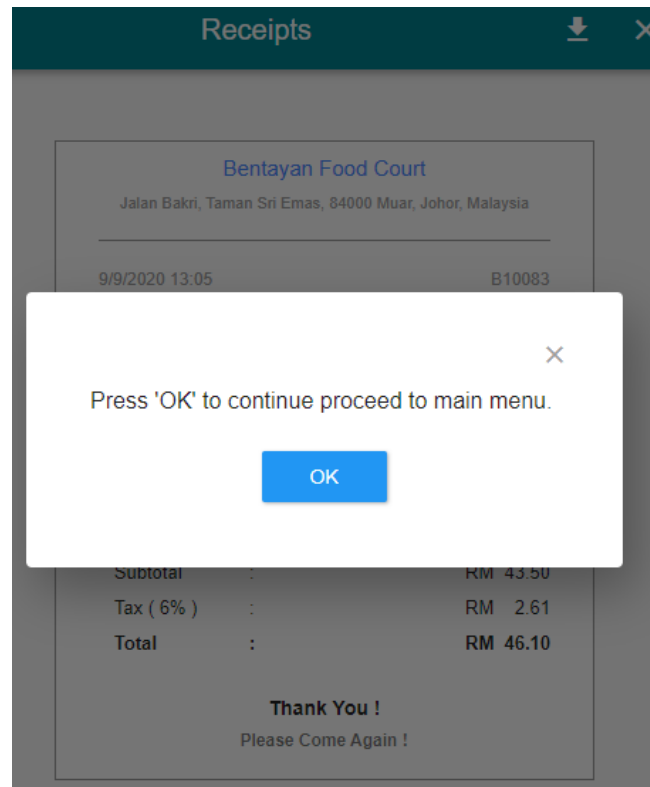 Receipts
Bentayan Food Court
Jalan Bakri, Taman Sri Emas, 84000 Muar, Johor, Malaysia
9/9/2020 13:05 B10083
Press 'OK' to continue proceed to main menu.
OK
Subtotal : RM 43.50
Tax ( 6% ) : RM 2.61
Total : RM 46.10
Thank You !
Please Come Again !